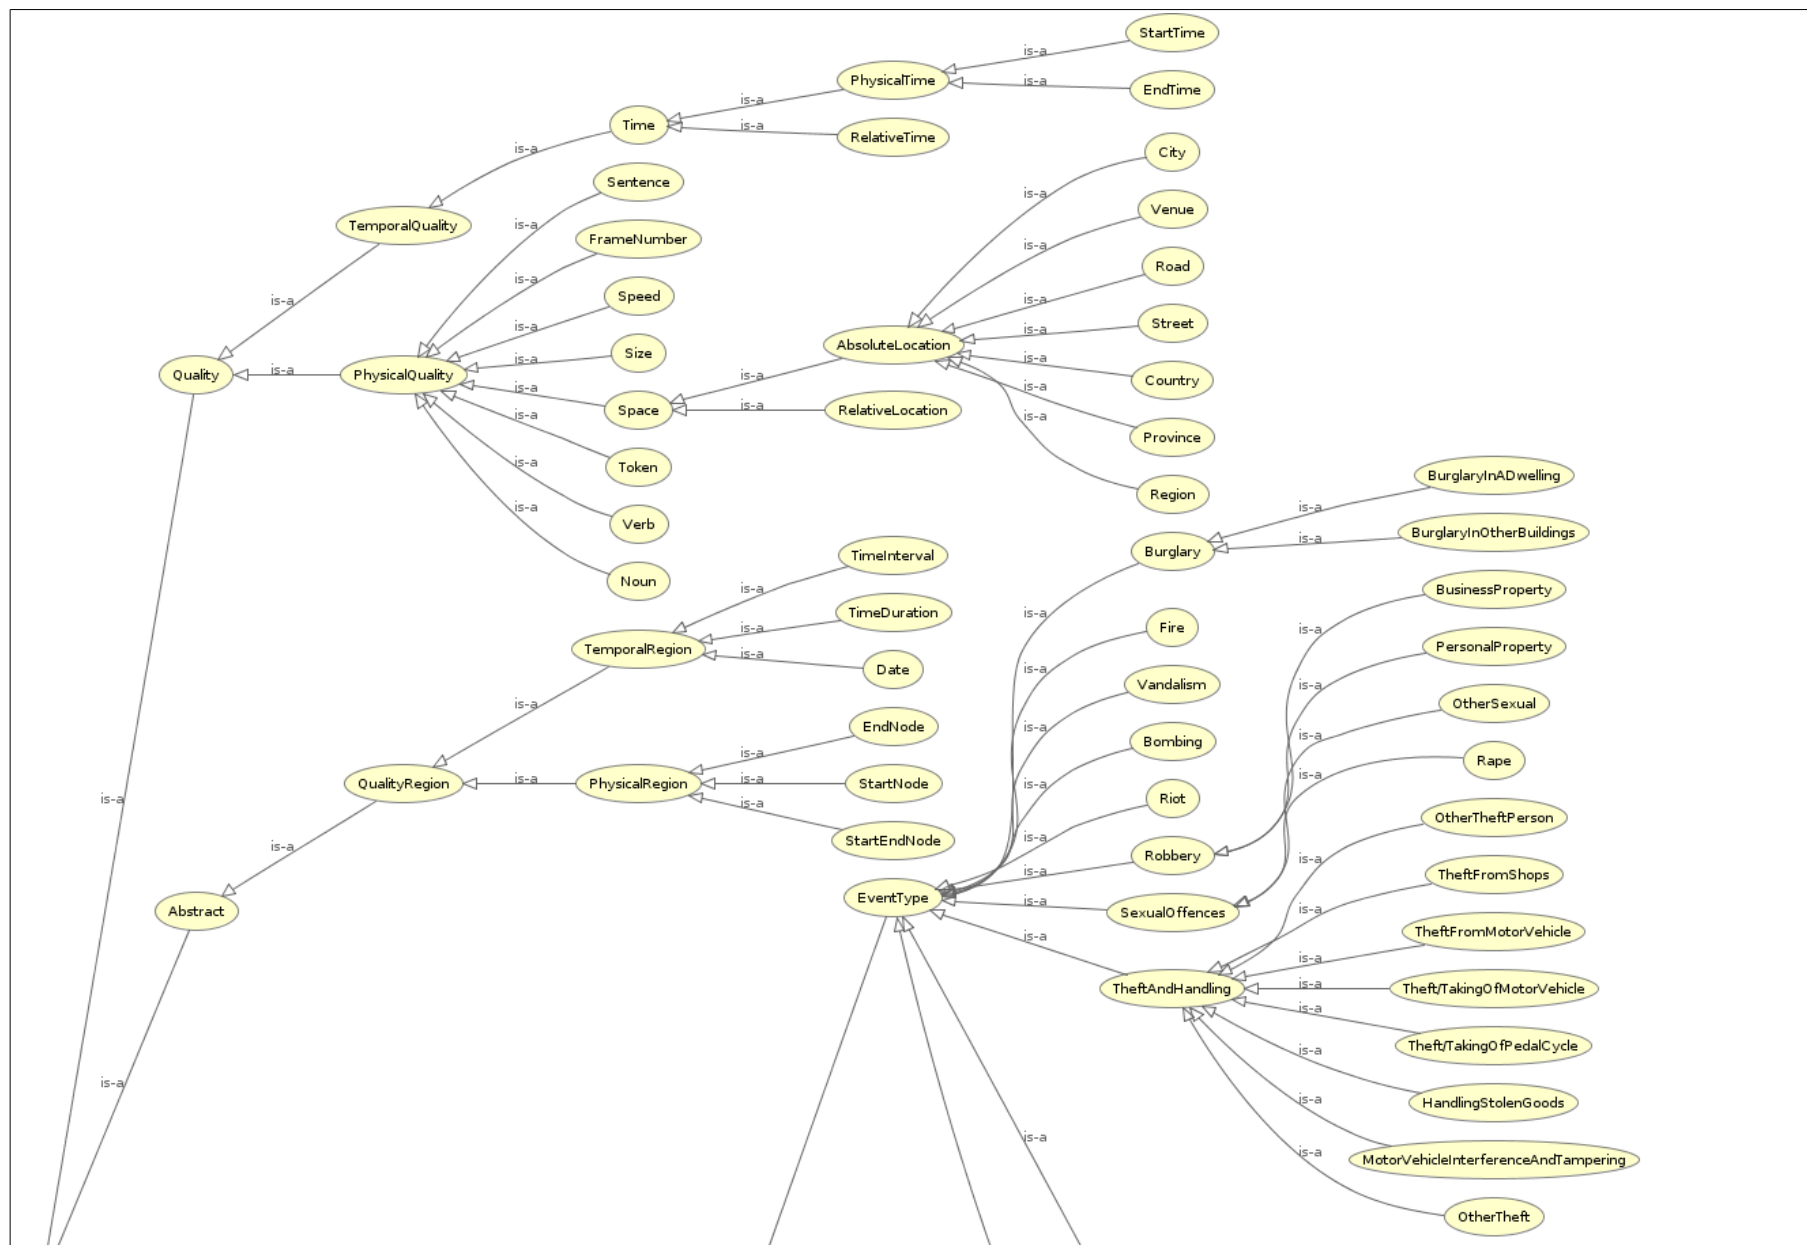 StartTime
is-a
PhysicalTime
is-a
EndTime
is-a
Time
is-a
RelativeTime
is-a
City
Sentence
is-a
Venue
is-a
TemporalQuality
is-a
FrameNumber
is-a
Road
is-a
is-a
Speed
is-a
Street
is-a
is-a
AbsoluteLocation
Size
is-a
Country
is-a
Quality
is-a
PhysicalQuality
is-a
is-a
Space
is-a
RelativeLocation
is-a
is-a
Province
Token
is-a
BurglaryInADwelling
Region
is-a
is-a
Verb
BurglaryInOtherBuildings
is-a
Burglary
TimeInterval
Noun
is-a
BusinessProperty
TimeDuration
is-a
is-a
Fire
is-a
TemporalRegion
is-a
PersonalProperty
Date
is-a
Vandalism
is-a
is-a
OtherSexual
EndNode
is-a
Bombing
is-a
is-a
Rape
QualityRegion
is-a
PhysicalRegion
is-a
StartNode
is-a
is-a
is-a
Riot
is-a
OtherTheftPerson
StartEndNode
is-a
is-a
Robbery
is-a
is-a
TheftFromShops
EventType
is-a
Abstract
SexualOffences
is-a
TheftFromMotorVehicle
is-a
is-a
TheftAndHandling
is-a
Theft/TakingOfMotorVehicle
is-a
Theft/TakingOfPedalCycle
is-a
is-a
HandlingStolenGoods
is-a
is-a
MotorVehicleInterferenceAndTampering
is-a
OtherTheft